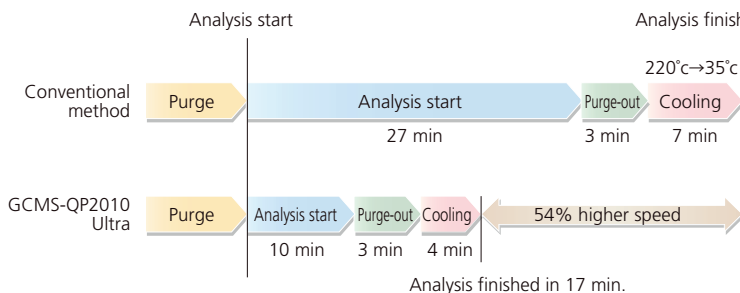 Analysis start
Analysis finish
220°c→35°c
Conventional
method
Purge
Analysis start
Purge-out
Cooling
27 min
3 min
7 min
GCMS-QP2010
Ultra
Purge
Analysis start
Purge-out
Cooling
54% higher speed
10 min
3 min
4 min
Analysis finished in 17 min.